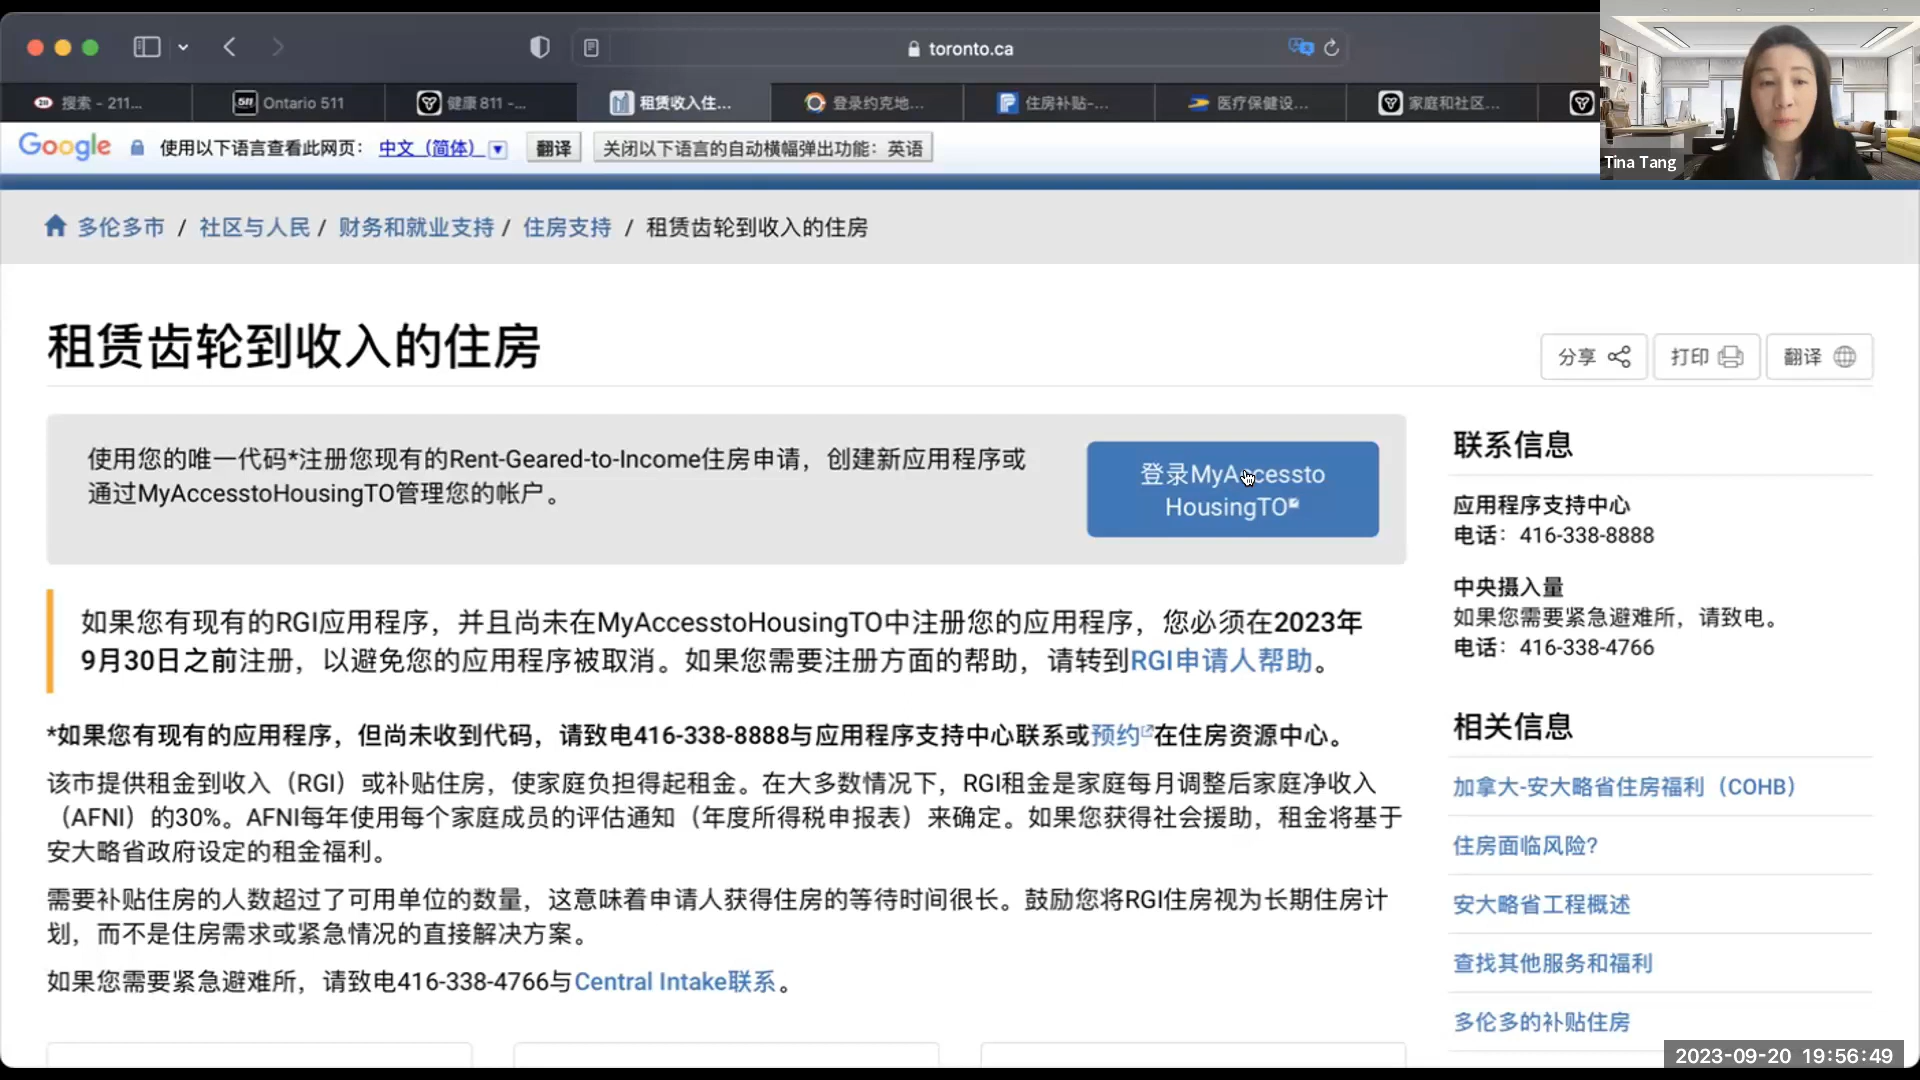 toronto.ca
搜索 - 211...
Ontario 511
健康 811 -...
租赁收入住...
登录约克地...
住房补贴-...
医疗保健设...
家庭和社区...
Google 使用以下语言查看此网页： 中文（简体） 翻译 关闭以下语言的自动横幅弹出功能：英语
Tina Tang
多伦多市 / 社区与人民 / 财务和就业支持 / 住房支持 / 租赁齿轮到收入的住房
租赁齿轮到收入的住房
分享
打印
翻译
使用您的唯一代码*注册您现有的Rent-Geared-to-Income住房申请，创建新应用程序或
通过MyAccesstoHousingTO管理您的帐户。
登录MyAccessto
HousingTO
如果您有现有的RGI应用程序，并且尚未在MyAccesstoHousingTO中注册您的应用程序，您必须在2023年
9月30日之前注册，以避免您的应用程序被取消。如果您需要注册方面的帮助，请转到RGI申请人帮助。
*如果您有现有的应用程序，但尚未收到代码，请致电416-338-8888与应用程序支持中心联系或预约在住房资源中心。
该市提供租金到收入（RGI）或补贴住房，使家庭负担得起租金。在大多数情况下，RGI租金是家庭每月调整后家庭净收入
（AFNI）的30%。AFNI每年使用每个家庭成员的评估通知（年度所得税申报表）来确定。如果您获得社会援助，租金将基于
安大略省政府设定的租金福利。
需要补贴住房的人数超过了可用单位的数量，这意味着申请人获得住房的等待时间很长。鼓励您将RGI住房视为长期住房计
划，而不是住房需求或紧急情况的直接解决方案。
如果您需要紧急避难所，请致电416-338-4766与Central Intake联系。
联系信息
应用程序支持中心
电话：416-338-8888
中央摄入量
如果您需要紧急避难所，请致电。
电话：416-338-4766
相关信息
加拿大-安大略省住房福利（COHB）
住房面临风险?
安大略省工程概述
查找其他服务和福利
多伦多的补贴住房
2023-09-20 19:56:49